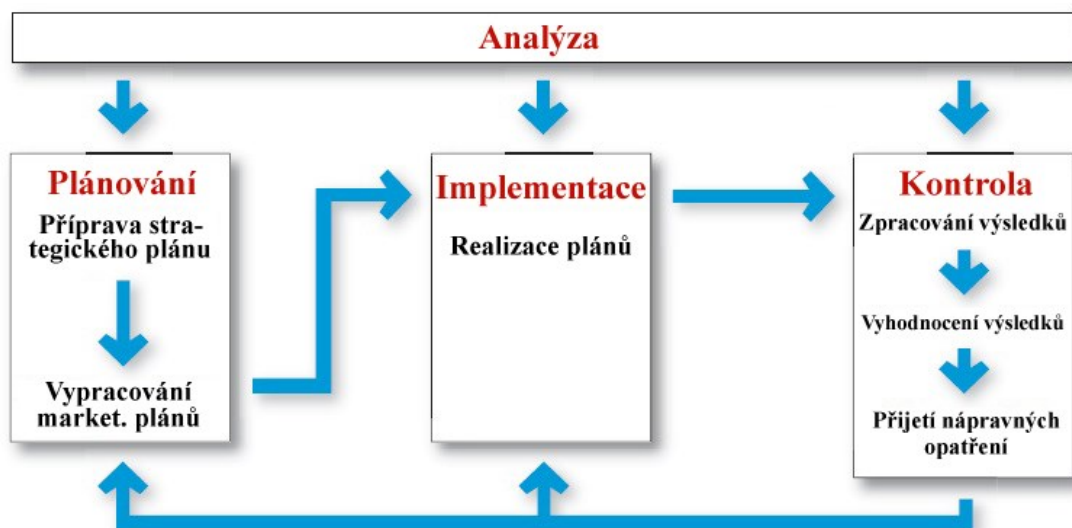 Analýza
Plánování
Příprava stra-
tegického plánu
Vypracování
market. plánů
Implementace
Realizace plánů
Kontrola
Zpracování výsledků
Vyhodnocení výsledků
Přijetí nápravných
opatření